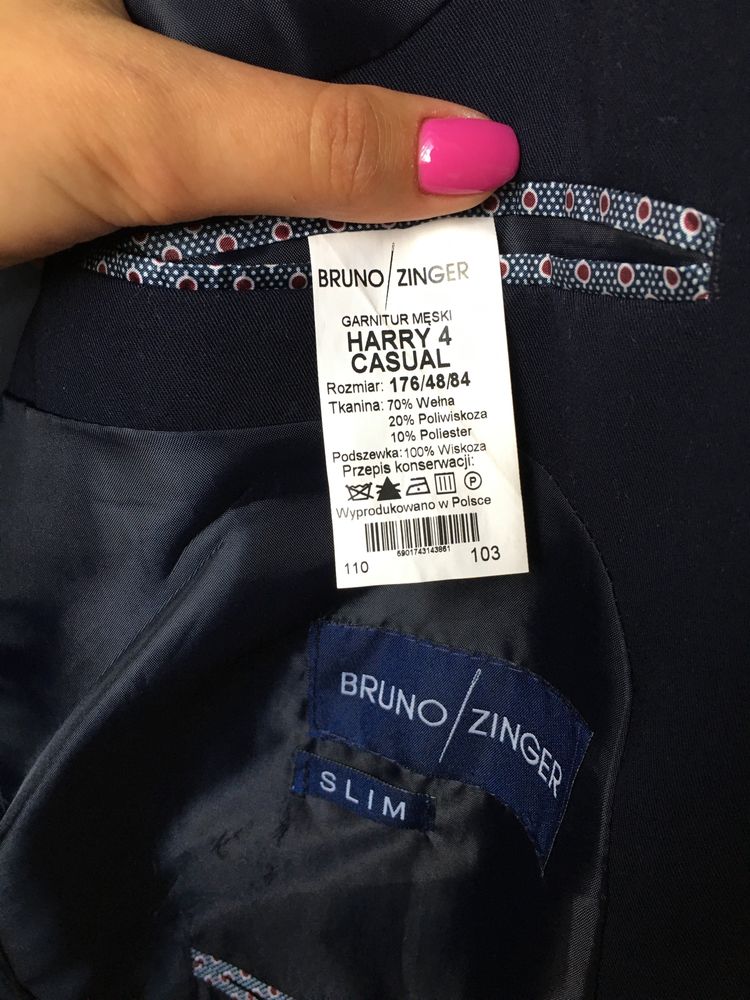 BRUNO/ZINGER
GARNITUR MĘSKI
HARRY 4
CASUAL
Rozmiar: 176/48/84
Tkanina: 70% Wełna
20% Poliwiskoza
10% Poliester
Podszewka: 100% Wiskoza
Przepis konserwacji:
P
Wyprodukowano w Polsce
5901743143861
110 103
BRUNO/ZINGER
SLIM